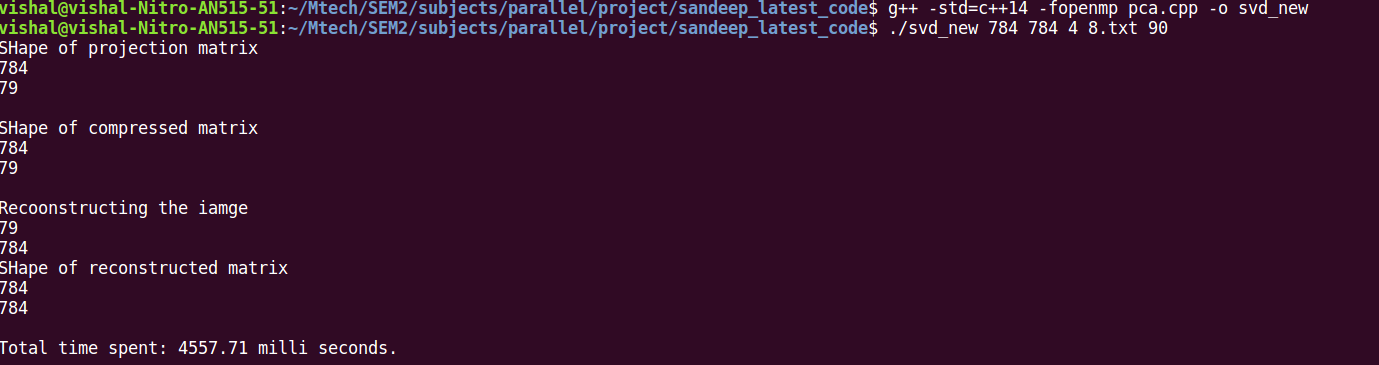 vishal@vishal-Nitro-AN515-51:~/Mtech/SEM2/subjects/parallel/project/sandeep_latest_code$ g++ -std=c++14 -fopenmp pca.cpp -o svd_new
vishal@vishal-Nitro-AN515-51:~/Mtech/SEM2/subjects/parallel/project/sandeep_latest_code$ ./svd_new 784 784 4 8.txt 90
SHape of projection matrix
784
79

SHape of compressed matrix
784
79

Recoonstructing the iamge
79
784
SHape of reconstructed matrix
784
784

Total time spent: 4557.71 milli seconds.